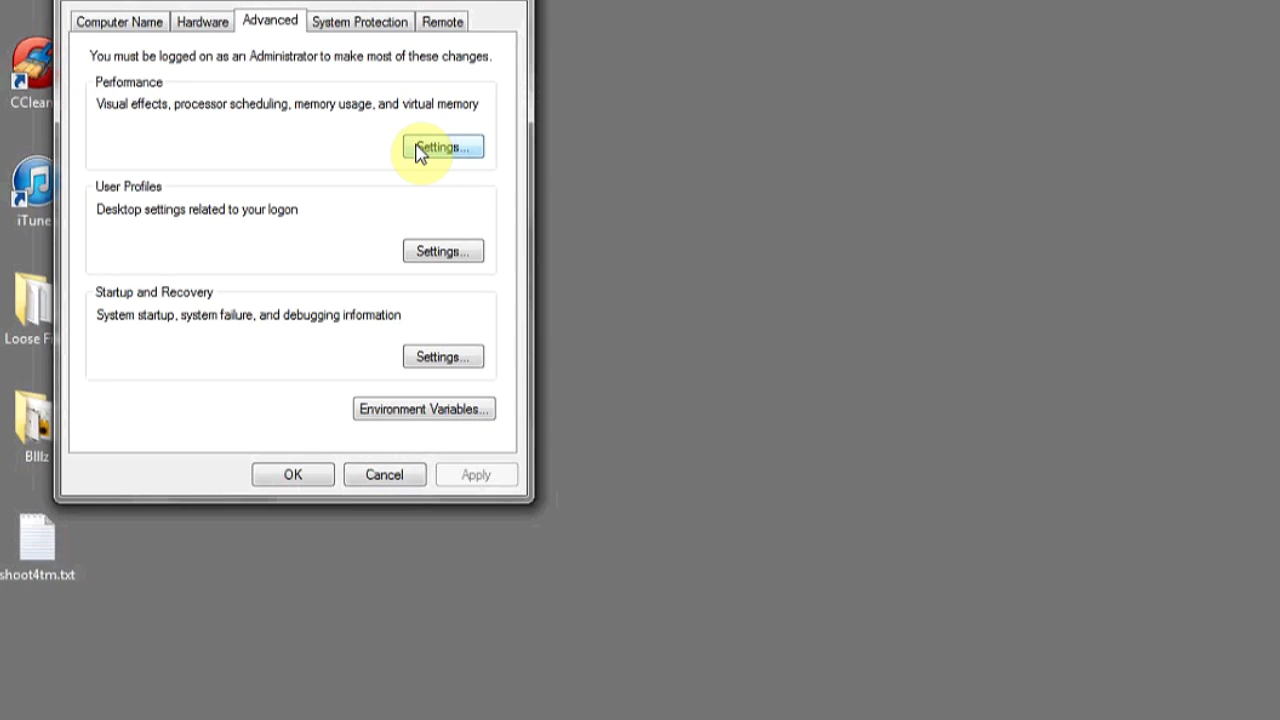 Computer Name Hardware Advanced System Protection Remote
You must be logged on as an Administrator to make most of these changes.
Performance
Visual effects, processor scheduling, memory usage, and virtual memory
Settings...
User Profiles
Desktop settings related to your logon
Settings...
Startup and Recovery
System startup, system failure, and debugging information
Settings...
Environment Variables...
OK Cancel Apply
CClean
iTune
Loose F
BIllz
shoot4tm.txt